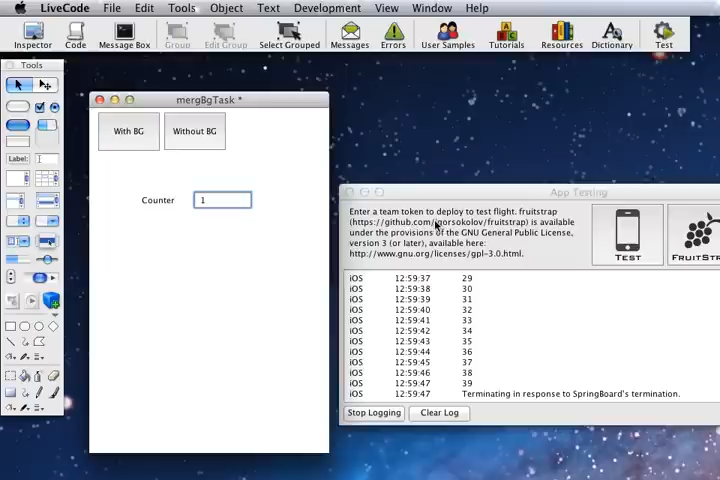 LiveCode File Edit Tools Object Text Development View Window Help
Inspector Code Message Box Group Edit Group Select Grouped Messages Errors User Samples Tutorials Resources Dictionary Test
Tools
Label:
mergBgTask *
With BG Without BG
Counter 1
App Testing
Enter a team token to deploy to test flight. fruitstrap
(https://github.com/gorsokolov/fruitstrap) is available
under the provisions of the GNU General Public License,
version 3 (or later), available here:
http://www.gnu.org/licenses/gpl-3.0.html.
TEST FRUITSTR
iOS 12:59:37 29
iOS 12:59:38 30
iOS 12:59:39 31
iOS 12:59:40 32
iOS 12:59:41 33
iOS 12:59:42 34
iOS 12:59:43 35
iOS 12:59:44 36
iOS 12:59:45 37
iOS 12:59:46 38
iOS 12:59:47 39
iOS 12:59:47 Terminating in response to SpringBoard's termination.
Stop Logging Clear Log